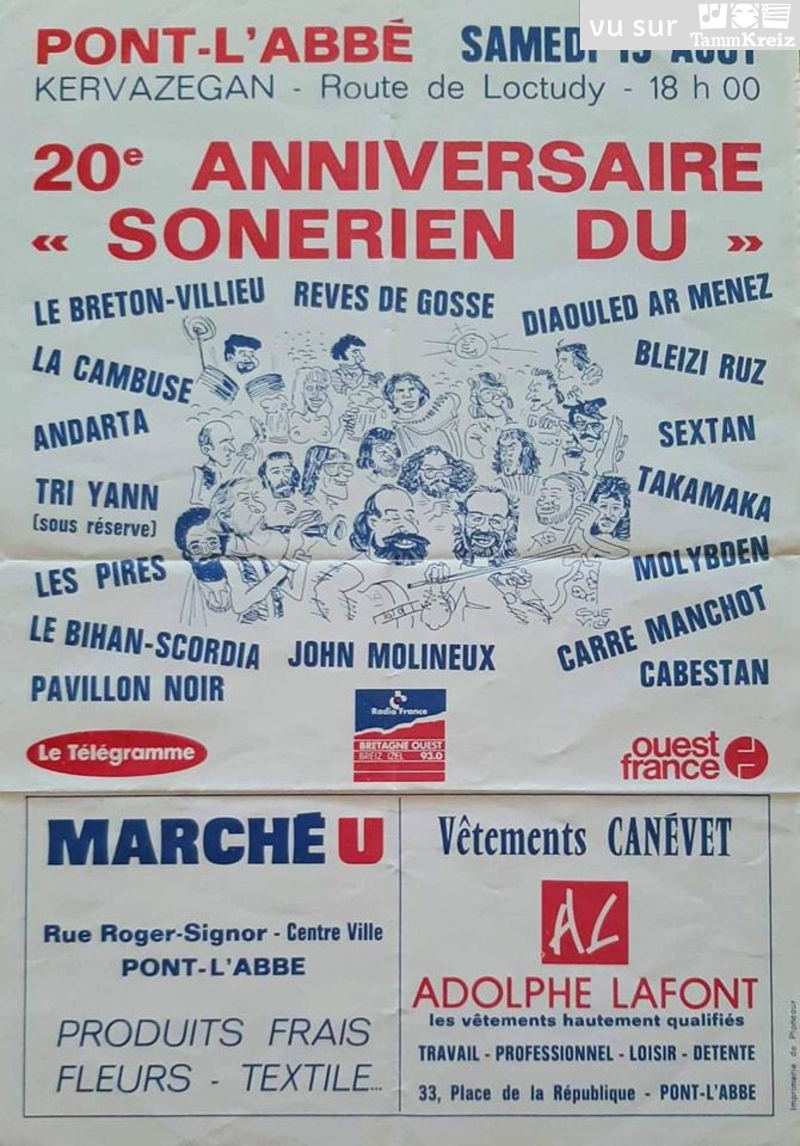 vu sur TammKreiz
PONT-L'ABBÉ SAMEDI
KERVAZEGAN - Route de Loctudy - 18 h 00
20e ANNIVERSAIRE
« SONERIEN DU »
LE BRETON-VILLIEU REVES DE GOSSE DIAOULED AR MENEZ
LA CAMBUSE
BLEIZI RUZ
ANDARTA
SEXTAN
TRI YANN
(sous réserve)
TAKAMAKA
LES PIRES
MOLYBDEN
LE BIHAN-SCORDIA JOHN MOLINEUX CARRE MANCHOT
PAVILLON NOIR
CABESTAN
Le Télégramme
Radio France
BRETAGNE OUEST
BREIZ IZEL 93.0
ouest
france
MARCHÉ U
Rue Roger-Signor - Centre Ville
PONT-L'ABBE
PRODUITS FRAIS
FLEURS - TEXTILE...
Vêtements CANÉVET
AL
ADOLPHE LAFONT
les vêtements hautement qualifiés
TRAVAIL - PROFESSIONNEL - LOISIR - DETENTE
33, Place de la République - PONT-L'ABBE
Imprimerie de Plonéour